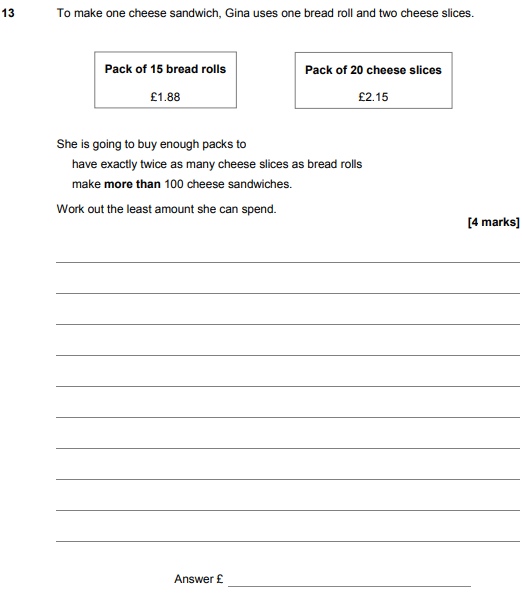 13 To make one cheese sandwich, Gina uses one bread roll and two cheese slices.
Pack of 15 bread rolls
£1.88
Pack of 20 cheese slices
£2.15
She is going to buy enough packs to
have exactly twice as many cheese slices as bread rolls
make more than 100 cheese sandwiches.
Work out the least amount she can spend.
[4 marks]
Answer £